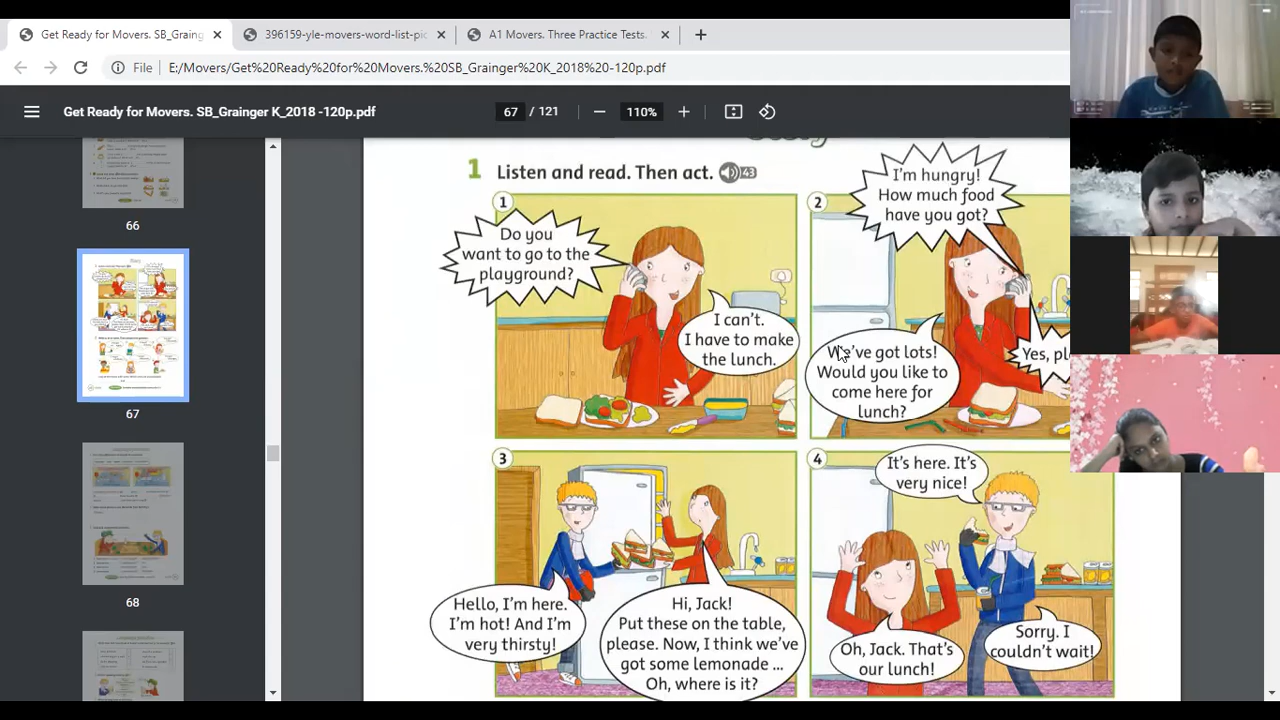 Get Ready for Movers. SB_Graing
396159-yle-movers-word-list-pic
A1 Movers. Three Practice Tests.
File
E:/Movers/Get%20Ready%20for%20Movers.%20SB_Grainger%20K_2018%20-120p.pdf
Get Ready for Movers. SB_Grainger K_2018 -120p.pdf
67 / 121
110%
66
67
68
1 Listen and read. Then act. 43
1
Do you
want to go to the
playground?
I can't.
I have to make
the lunch.
2
I'm hungry!
How much food
have you got?
We've got lots!
Would you like to
come here for
lunch?
Yes,
3
Hello, I'm here.
I'm hot! And I'm
very thirsty
Hi, Jack!
Put these on the table,
please. Now, I think we've
got some lemonade ...
Oh, where is it?
4
It's here. It's
very nice!
Oh, Jack. That's
our lunch!
Sorry. I
couldn't wait!